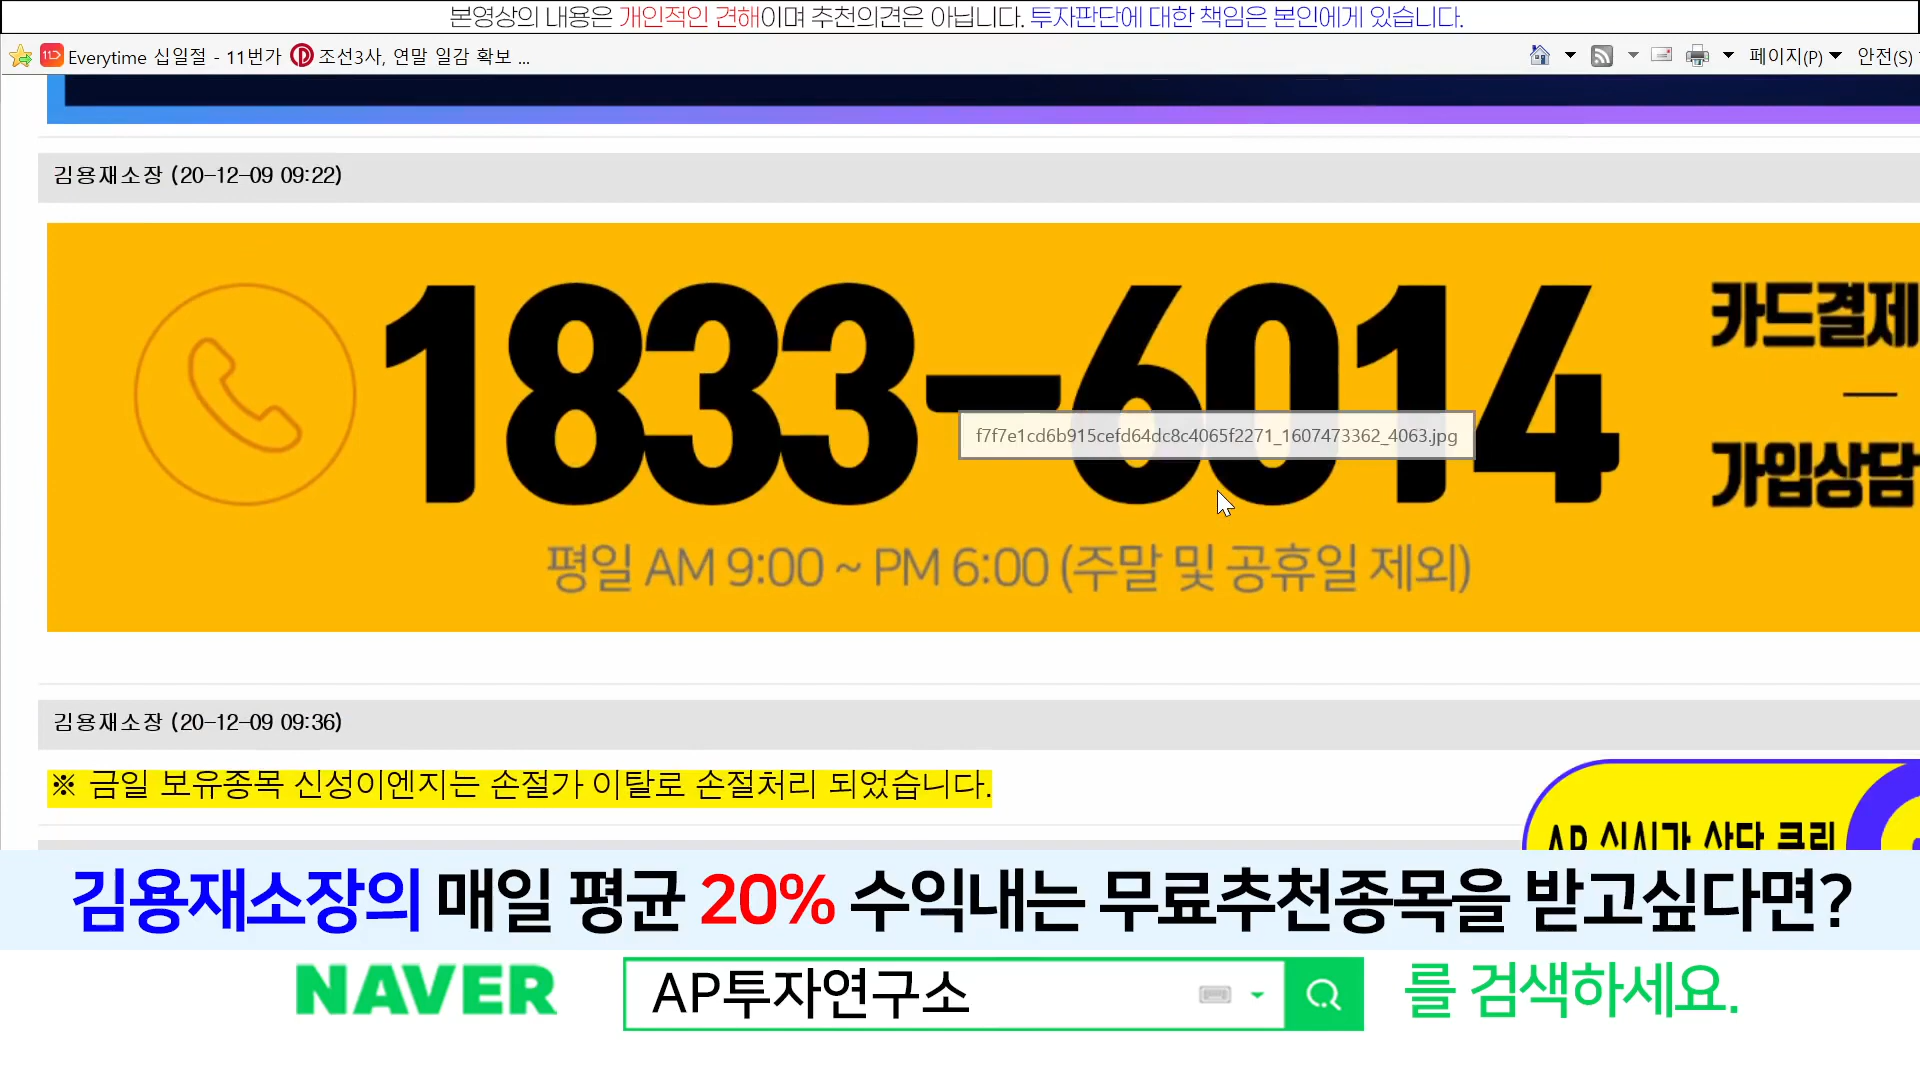 본영상의 내용은 개인적인 견해이며 추천의견은 아닙니다. 투자판단에 대한 책임은 본인에게 있습니다.
Everytime 십일절 - 11번가 조선3사, 연말 일감 확보 ... 페이지(P) 안전(S)
김용재소장 (20-12-09 09:22)
1833-6014
카드결제
f7f7e1cd6b915cefd64dc8c4065f2271_1607473362_4063.jpg
가입상담
평일 AM 9:00 ~ PM 6:00 (주말 및 공휴일 제외)
김용재소장 (20-12-09 09:36)
※ 금일 보유종목 신성이엔지는 손절가 이탈로 손절처리 되었습니다.
김용재소장의 매일 평균 20% 수익내는 무료추천종목을 받고싶다면?
NAVER AP투자연구소 를 검색하세요.